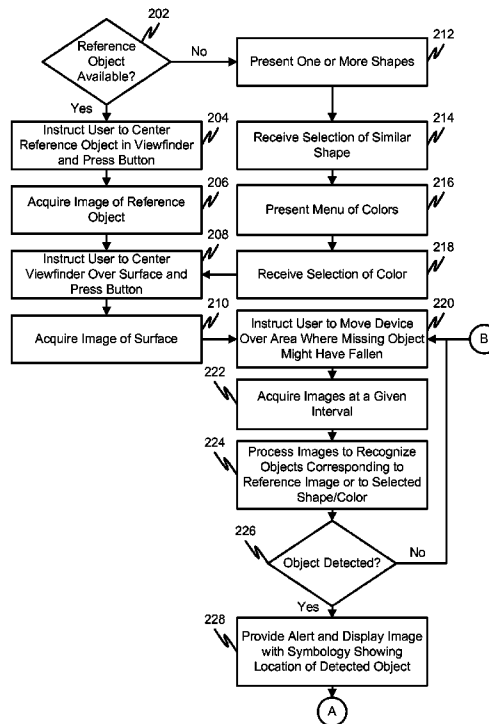 202
Reference
Object
Available?
No
Yes
212
Present One or More Shapes
204
Instruct User to Center
Reference Object in Viewfinder
and Press Button
214
Receive Selection of Similar
Shape
206
Acquire Image of Reference
Object
216
Present Menu of Colors
208
Instruct User to Center
Viewfinder Over Surface and
Press Button
218
Receive Selection of Color
210
Acquire Image of Surface
220
Instruct User to Move Device
Over Area Where Missing Object
Might Have Fallen
B
222
Acquire Images at a Given
Interval
224
Process Images to Recognize
Objects Corresponding to
Reference Image or to Selected
Shape/Color
226
Object Detected?
No
Yes
228
Provide Alert and Display Image
with Symbology Showing
Location of Detected Object
A